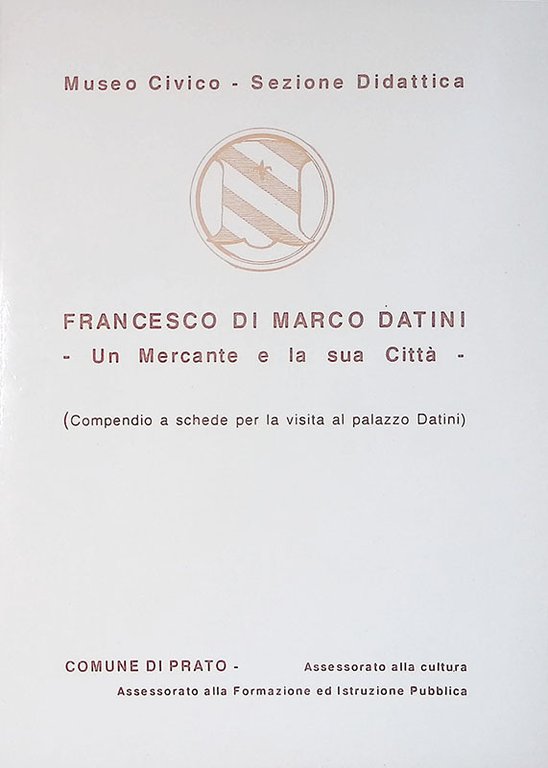 Museo Civico - Sezione Didattica
FRANCESCO DI MARCO DATINI
- Un Mercante e la sua Città -
(Compendio a schede per la visita al palazzo Datini)
COMUNE DI PRATO - Assessorato alla cultura
Assessorato alla Formazione ed Istruzione Pubblica